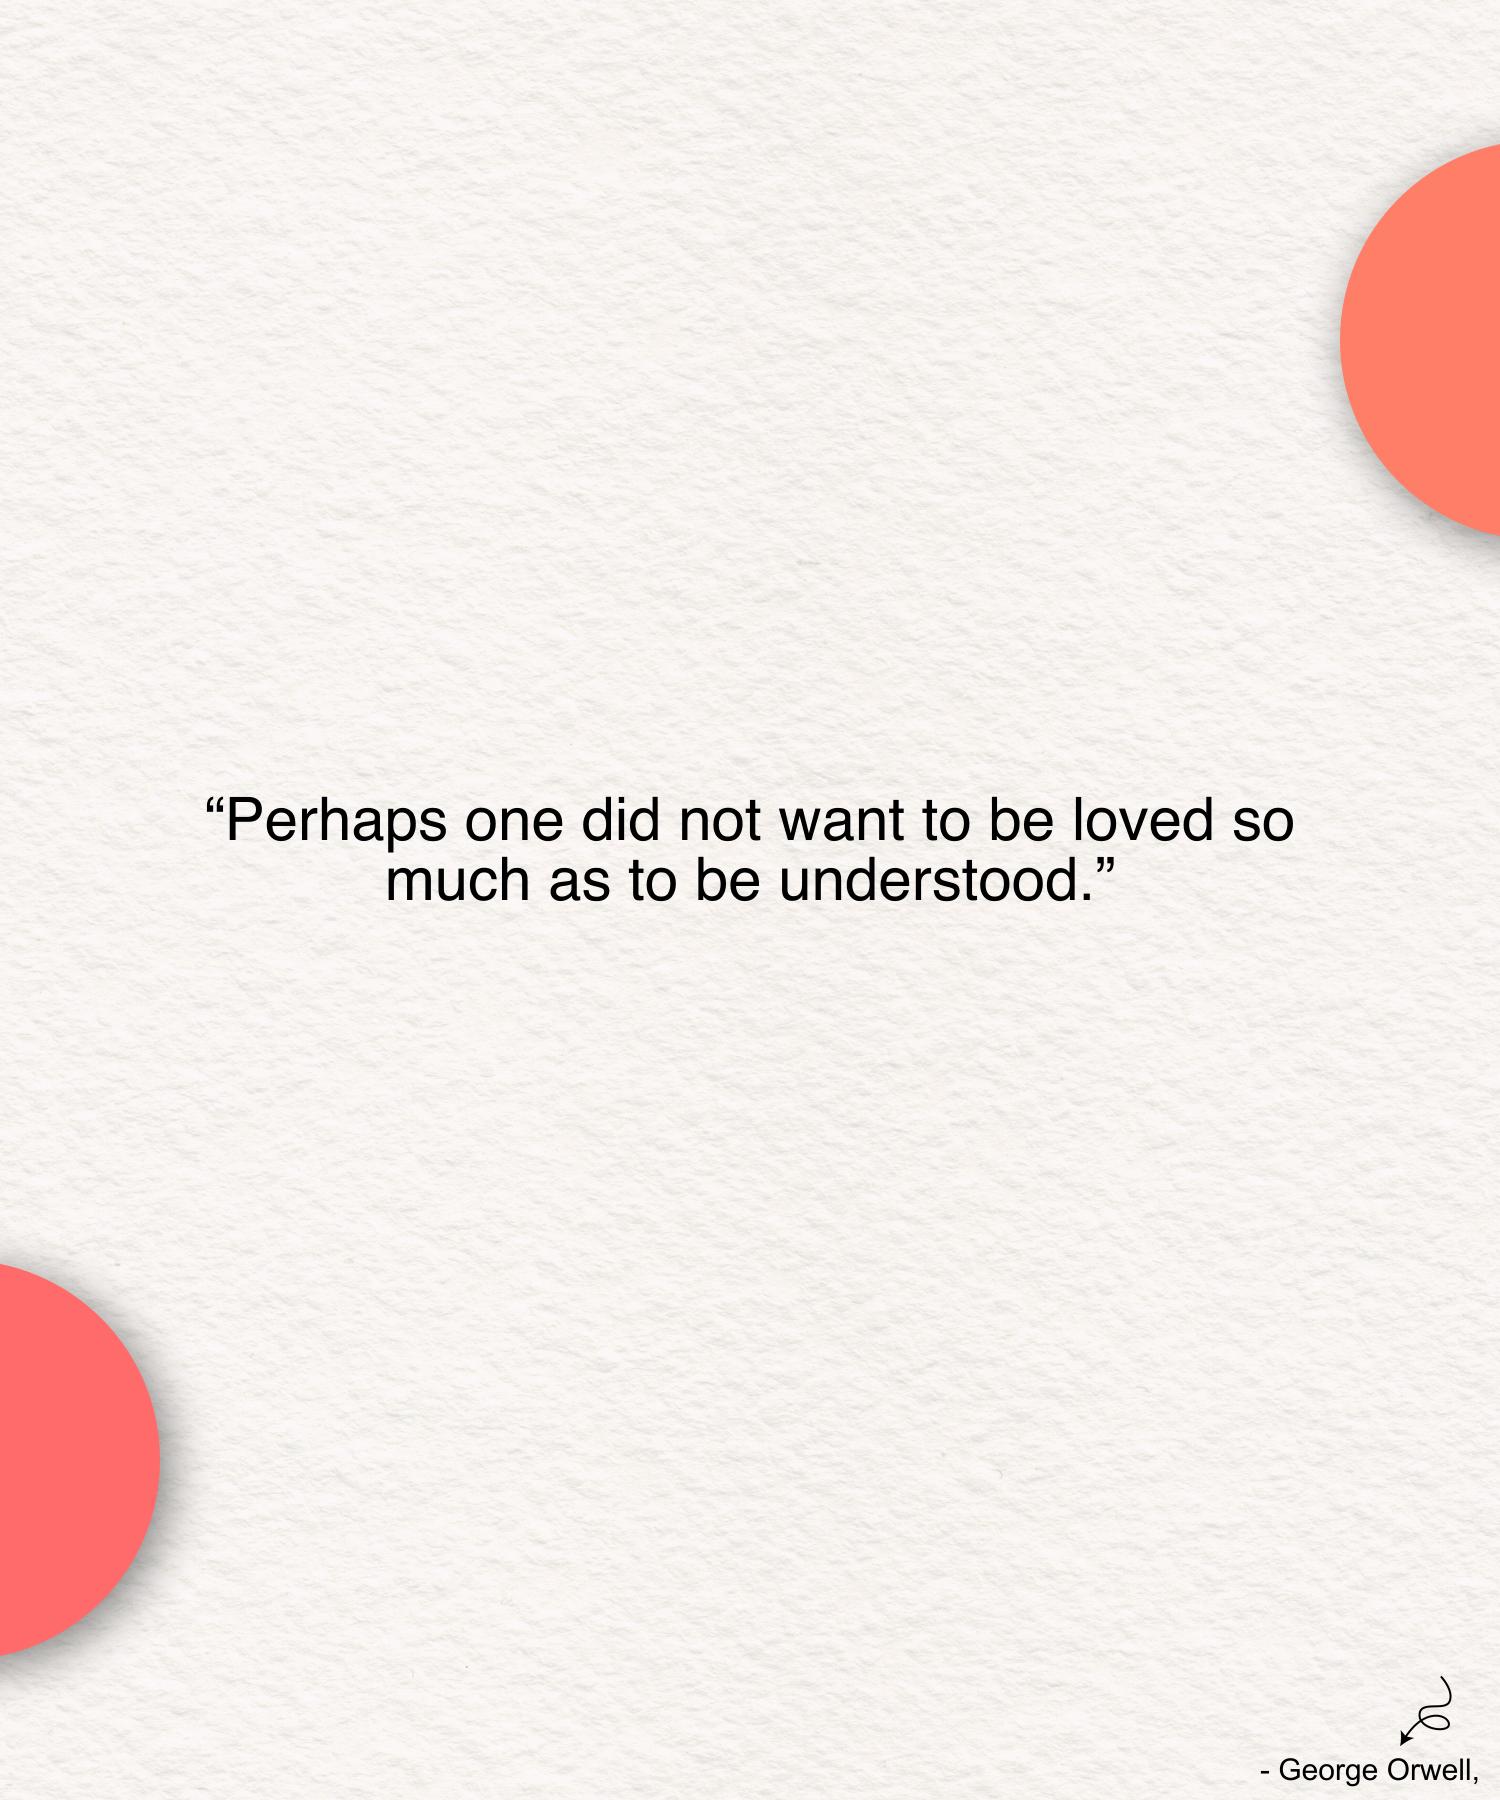 “Perhaps one did not want to be loved so
much as to be understood.”
- George Orwell,